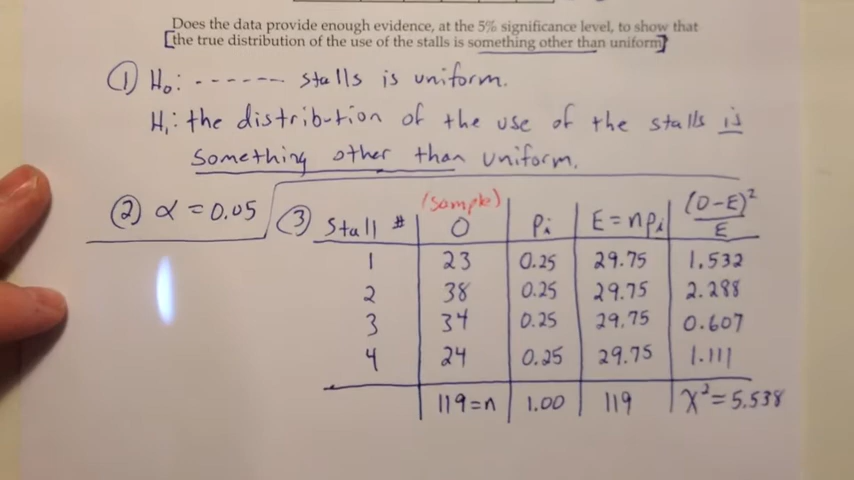 Does the data provide enough evidence, at the 5% significance level, to show that
[the true distribution of the use of the stalls is something other than uniform]
① H₀: - - - - - - stalls is uniform.
H₁: the distribution of the use of the stalls is
something other than uniform.
② α = 0.05
③ Stall # (sample) O pᵢ E = npᵢ (O-E)²/E
1 23 0.25 29.75 1.532
2 38 0.25 29.75 2.288
3 34 0.25 29.75 0.607
4 24 0.25 29.75 1.111
119=n 1.00 119 χ²=5.538